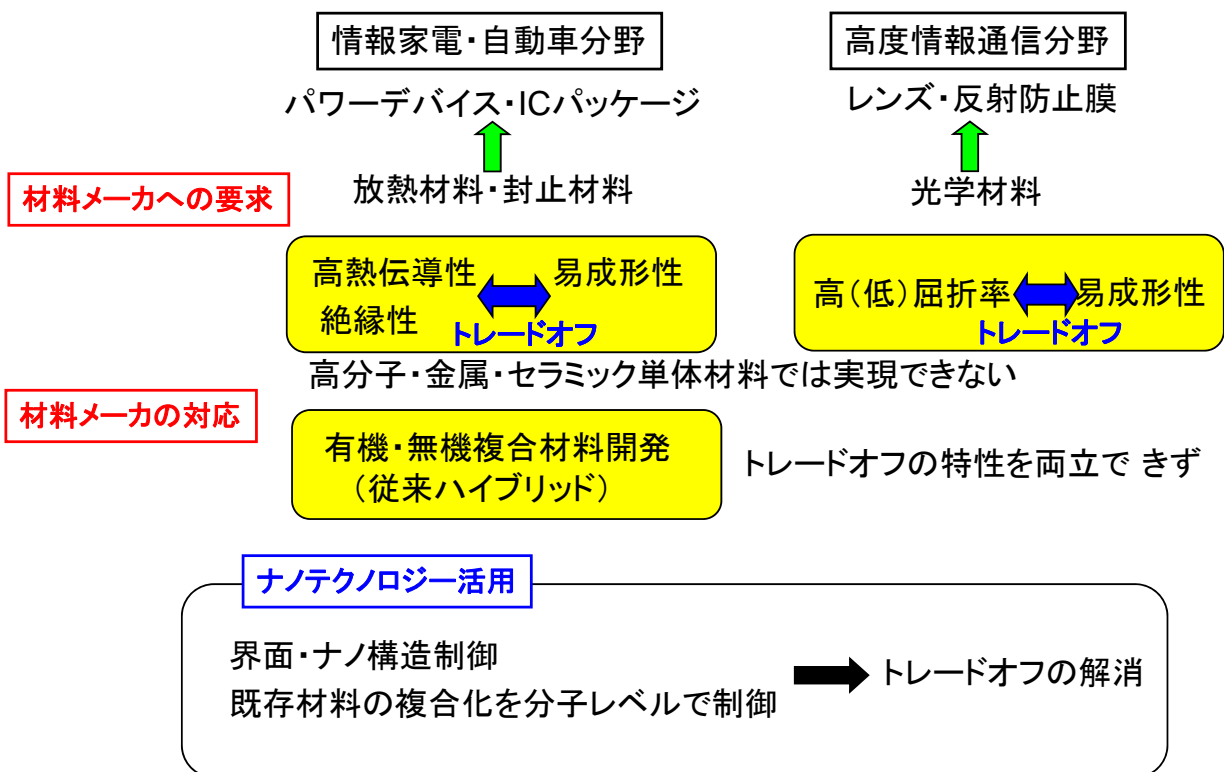 情報家電・自動車分野
高度情報通信分野
パワーデバイス・ICパッケージ
レンズ・反射防止膜
材料メーカへの要求
放熱材料・封止材料
光学材料
高熱伝導性 易成形性
絶縁性 トレードオフ
高(低)屈折率 易成形性
トレードオフ
高分子・金属・セラミック単体材料では実現できない
材料メーカの対応
有機・無機複合材料開発
(従来ハイブリッド)
トレードオフの特性を両立で きず
ナノテクノロジー活用
界面・ナノ構造制御
既存材料の複合化を分子レベルで制御
トレードオフの解消